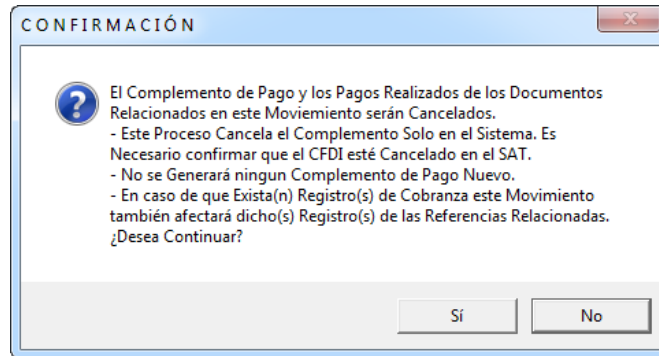 CONFIRMACIÓN
El Complemento de Pago y los Pagos Realizados de los Documentos
Relacionados en este Moviemiento serán Cancelados.
- Este Proceso Cancela el Complemento Solo en el Sistema. Es
Necesario confirmar que el CFDI esté Cancelado en el SAT.
- No se Generará ningun Complemento de Pago Nuevo.
- En caso de que Exista(n) Registro(s) de Cobranza este Movimiento
también afectará dicho(s) Registro(s) de las Referencias Relacionadas.
¿Desea Continuar?
Sí
No